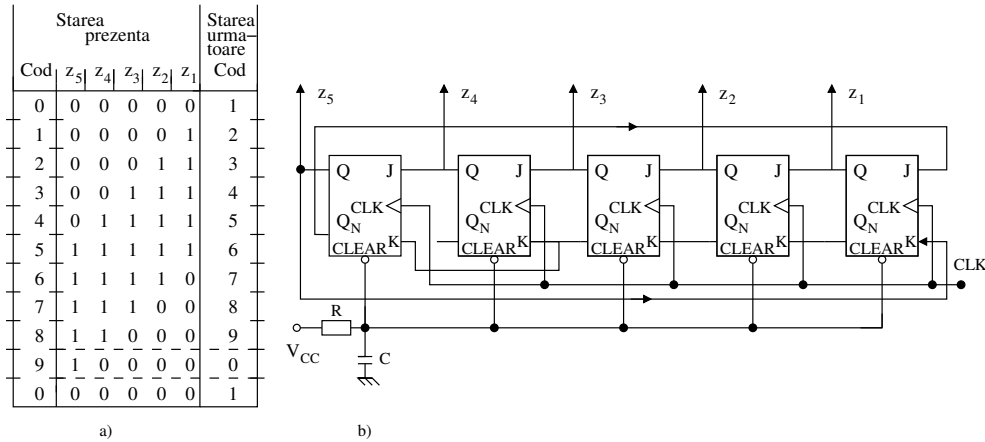 Starea prezenta Starea urma–toare
Cod z5 z4 z3 z2 z1 Cod
0 0 0 0 0 0 1
1 0 0 0 0 1 2
2 0 0 0 1 1 3
3 0 0 1 1 1 4
4 0 1 1 1 1 5
5 1 1 1 1 1 6
6 1 1 1 1 0 7
7 1 1 1 0 0 8
8 1 1 0 0 0 9
9 1 0 0 0 0 0
0 0 0 0 0 0 1
a)
z5 z4 z3 z2 z1
Q J Q J Q J Q J Q J
CLK CLK CLK CLK CLK
QN QN QN QN QN
CLEAR K CLEAR K CLEAR K CLEAR K CLEAR K
CLK
R
VCC
C
b)